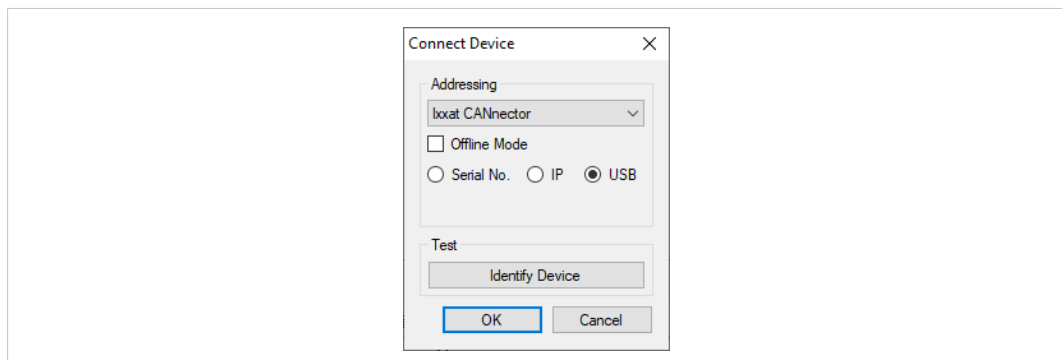 Connect Device
Addressing
Ixxat CANnector
Offline Mode
Serial No. IP USB
Test
Identify Device
OK Cancel